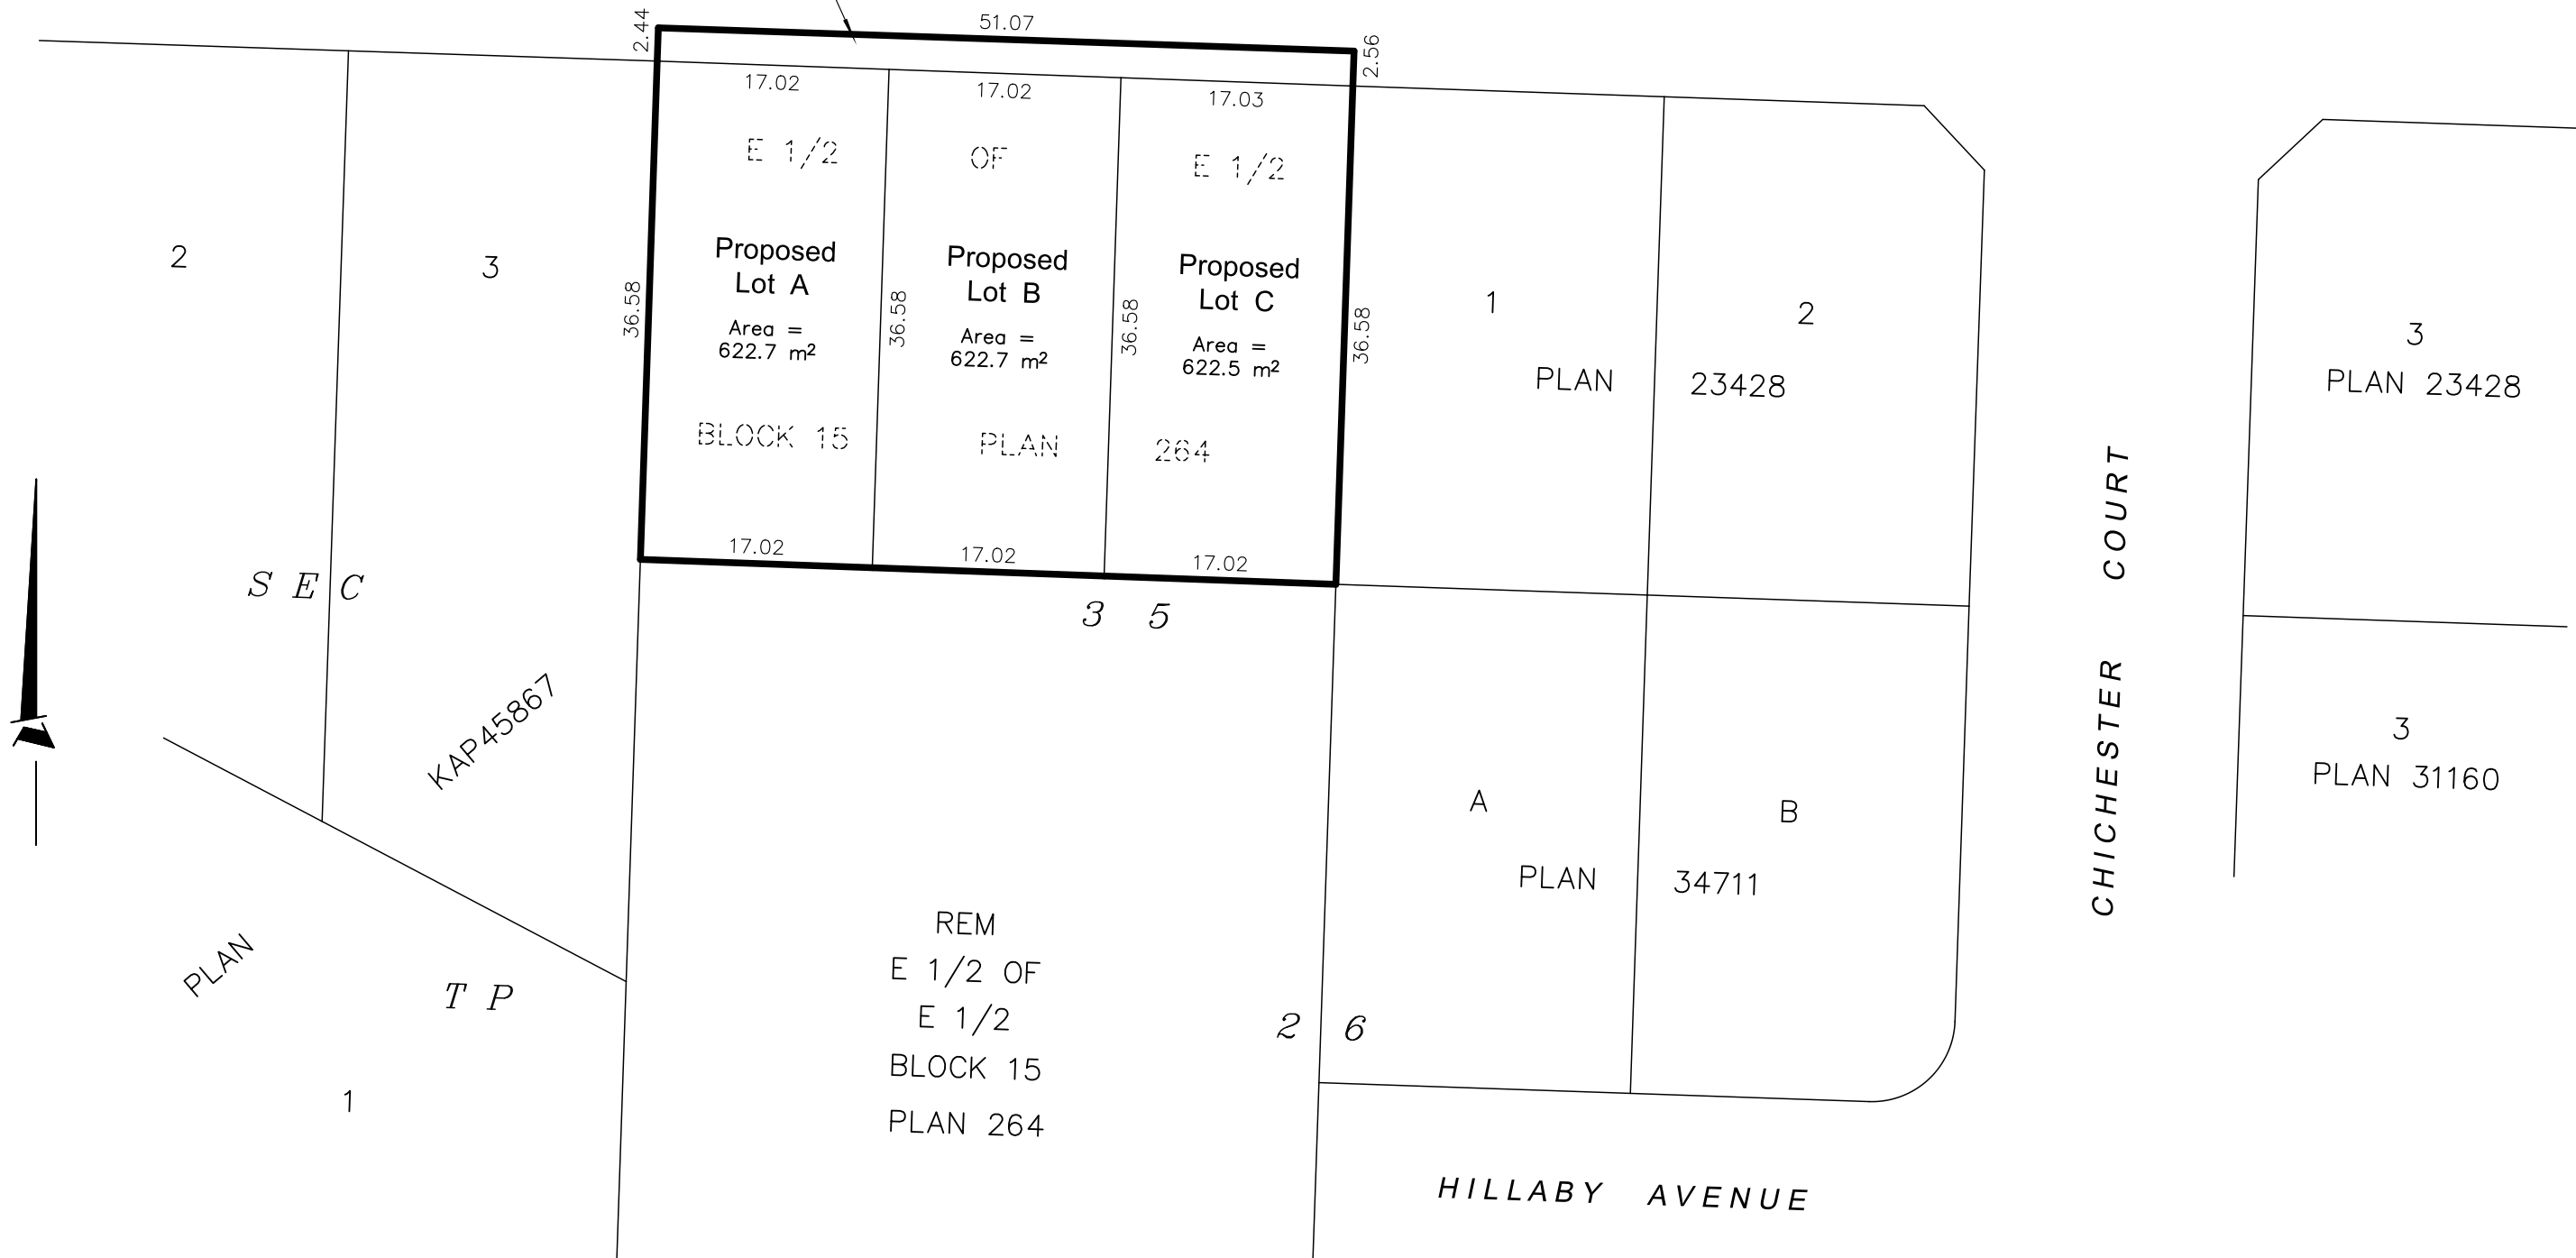 2.44
51.07
2.56
17.02
17.02
17.03
E 1/2
OF
E 1/2
Proposed
Lot A
Area =
622.7 m²
36.58
Proposed
Lot B
Area =
622.7 m²
36.58
Proposed
Lot C
Area =
622.5 m²
36.58
36.58
BLOCK 15
PLAN
264
17.02
17.02
17.02
2
3
1
2
PLAN
23428
3
PLAN 23428
SEC
35
KAP45867
PLAN
TP
1
REM
E 1/2 OF
E 1/2
BLOCK 15
PLAN 264
26
A
B
PLAN
34711
CHICHESTER COURT
3
PLAN 31160
HILLABY AVENUE